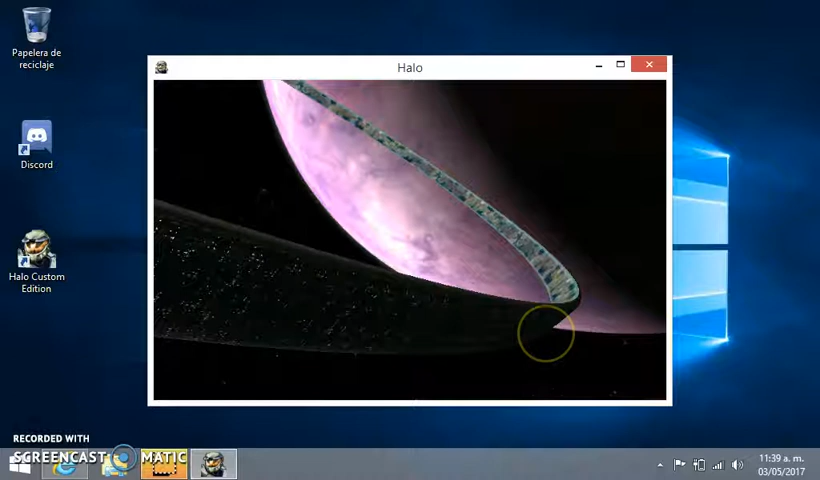 Papelera de
reciclaje
Discord
Halo Custom
Edition
Halo
RECORDED WITH
SCREENCAST MATIC
11:39 a. m.
03/05/2017